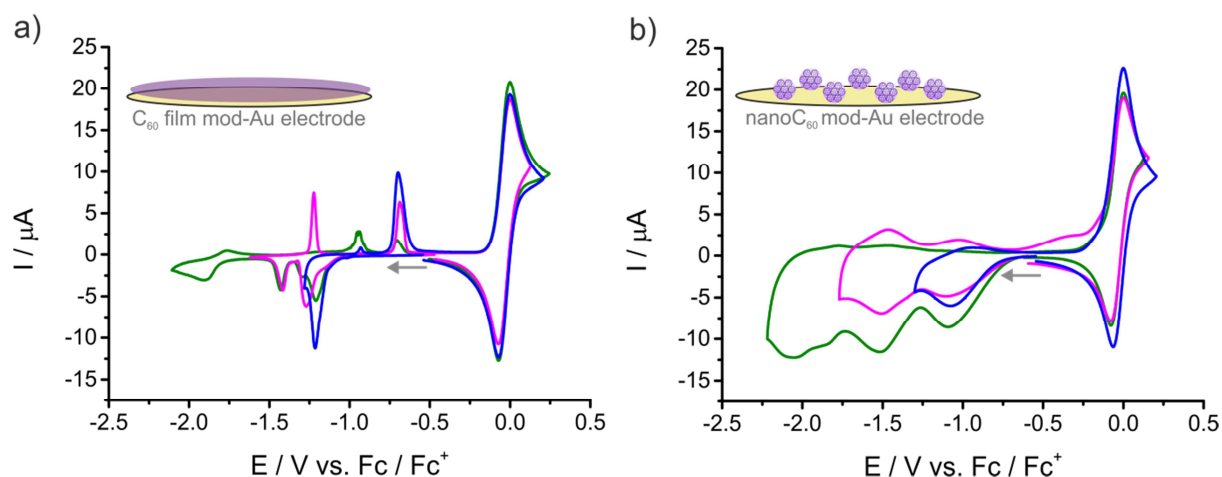 a)
25
20
15
10
5
0
-5
-10
-15
I / μA
C₆₀ film mod-Au electrode
-2.5 -2.0 -1.5 -1.0 -0.5 0.0 0.5
E / V vs. Fc / Fc⁺
b)
25
20
15
10
5
0
-5
-10
-15
I / μA
nanoC₆₀ mod-Au electrode
-2.5 -2.0 -1.5 -1.0 -0.5 0.0 0.5
E / V vs. Fc / Fc⁺